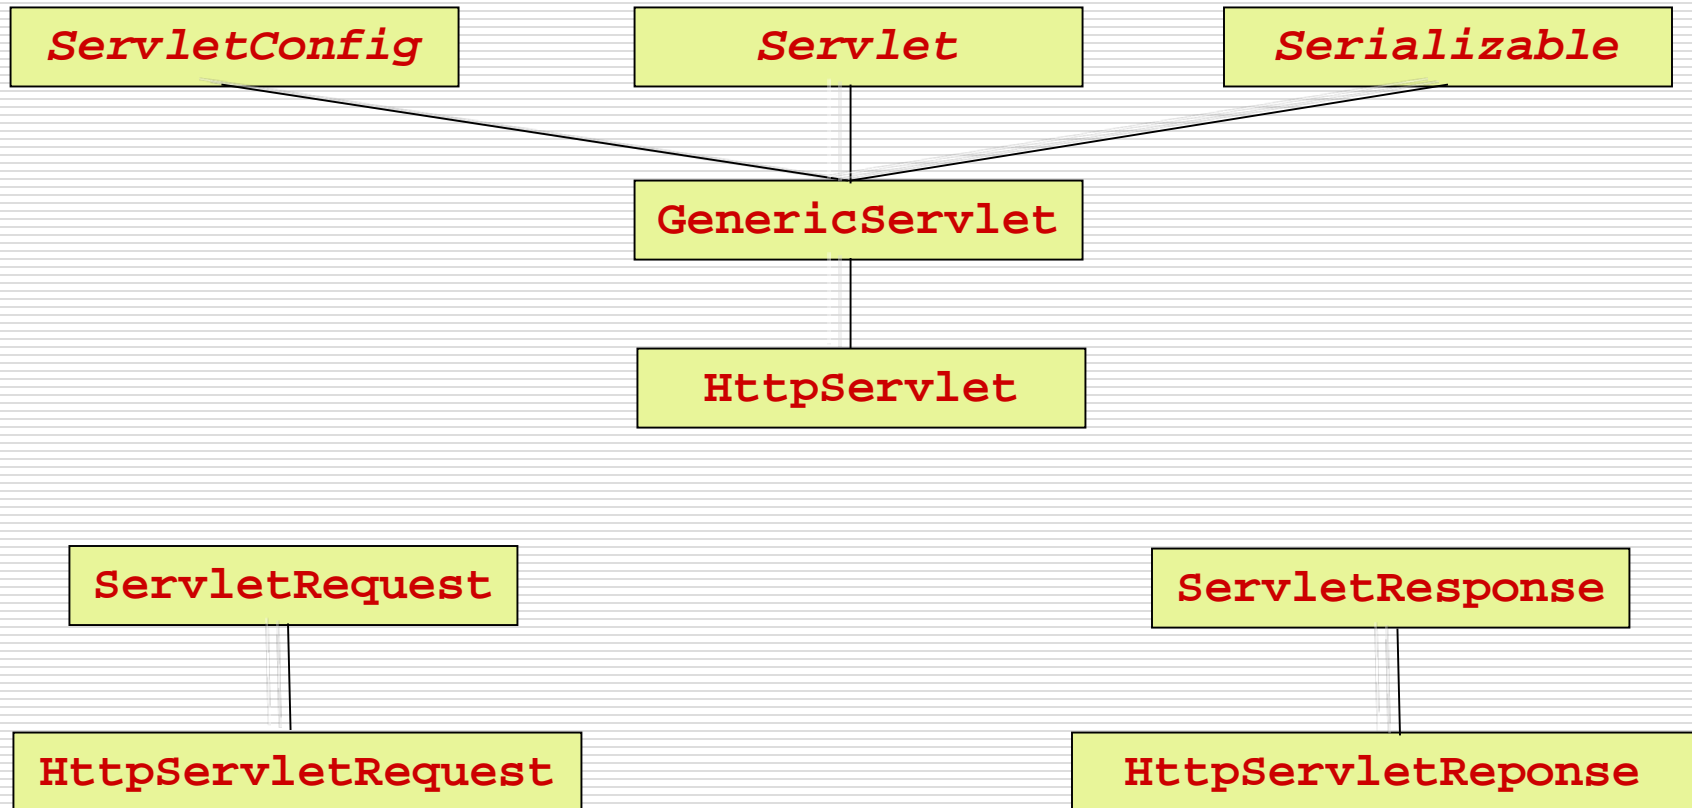 ServletConfig
Servlet
Serializable
GenericServlet
HttpServlet
ServletRequest
ServletResponse
HttpServletRequest
HttpServletReponse